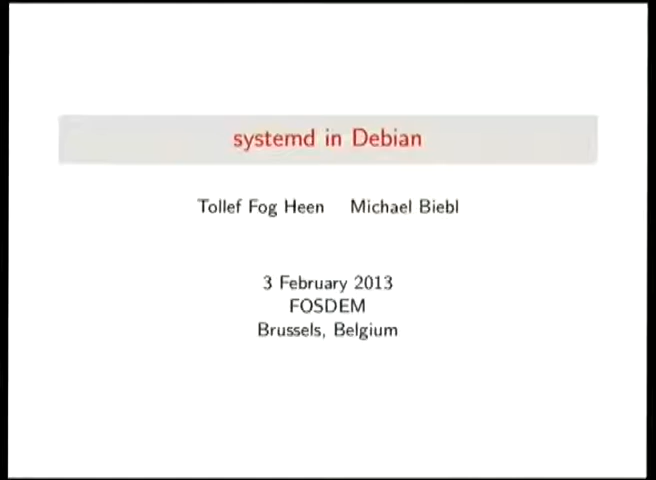 systemd in Debian
Tollef Fog Heen Michael Biebl
3 February 2013
FOSDEM
Brussels, Belgium